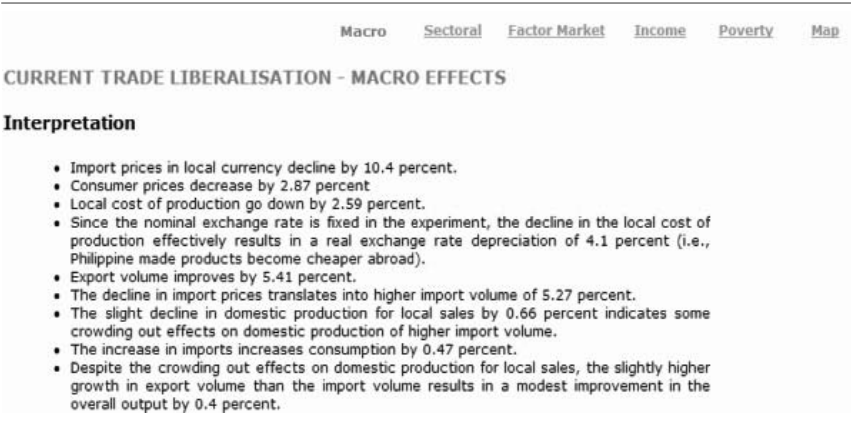 Macro Sectoral Factor Market Income Poverty Map
CURRENT TRADE LIBERALISATION - MACRO EFFECTS
Interpretation
• Import prices in local currency decline by 10.4 percent.
• Consumer prices decrease by 2.87 percent
• Local cost of production go down by 2.59 percent.
• Since the nominal exchange rate is fixed in the experiment, the decline in the local cost of
production effectively results in a real exchange rate depreciation of 4.1 percent (i.e.,
Philippine made products become cheaper abroad).
• Export volume improves by 5.41 percent.
• The decline in import prices translates into higher import volume of 5.27 percent.
• The slight decline in domestic production for local sales by 0.66 percent indicates some
crowding out effects on domestic production of higher import volume.
• The increase in imports increases consumption by 0.47 percent.
• Despite the crowding out effects on domestic production for local sales, the slightly higher
growth in export volume than the import volume results in a modest improvement in the
overall output by 0.4 percent.